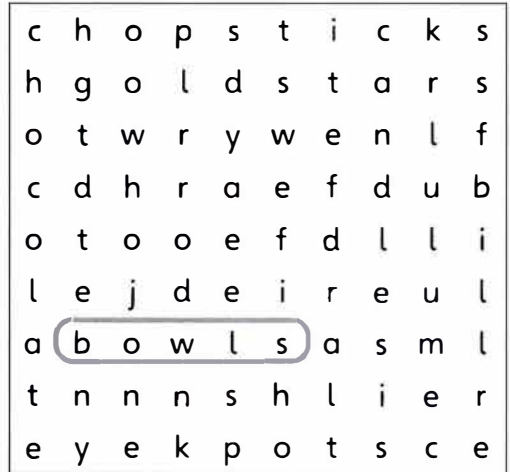 c h o p s t i c k s
h g o l d s t a r s
o t w r y w e n l f
c d h r a e f d u b
o t o o e f d l l i
l e j d e i r e u l
a b o w l s a s m l
t n n n s h l i e r
e y e k p o t s c e